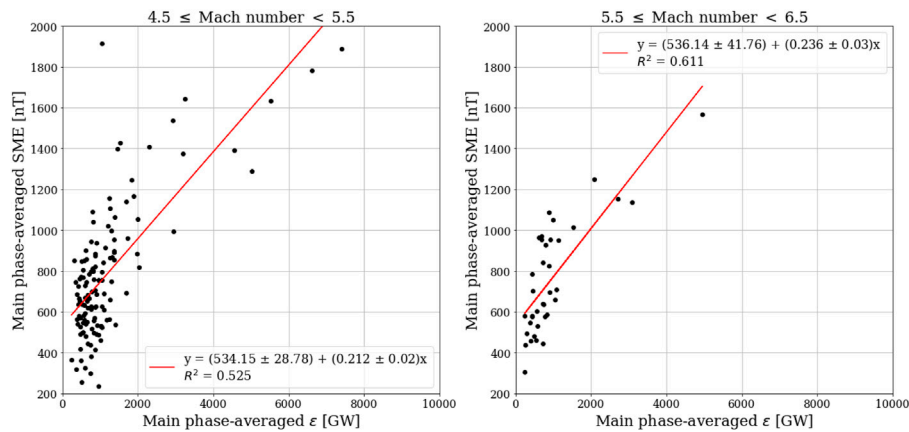 4.5 ≤ Mach number < 5.5
2000
1800
1600
1400
1200
1000
800
600
400
200
Main phase-averaged SME [nT]
y = (534.15 ± 28.78) + (0.212 ± 0.02)x
R² = 0.525
0 2000 4000 6000 8000 10000
Main phase-averaged ε [GW]
5.5 ≤ Mach number < 6.5
y = (536.14 ± 41.76) + (0.236 ± 0.03)x
R² = 0.611
2000
1800
1600
1400
1200
1000
800
600
400
200
Main phase-averaged SME [nT]
0 2000 4000 6000 8000 10000
Main phase-averaged ε [GW]